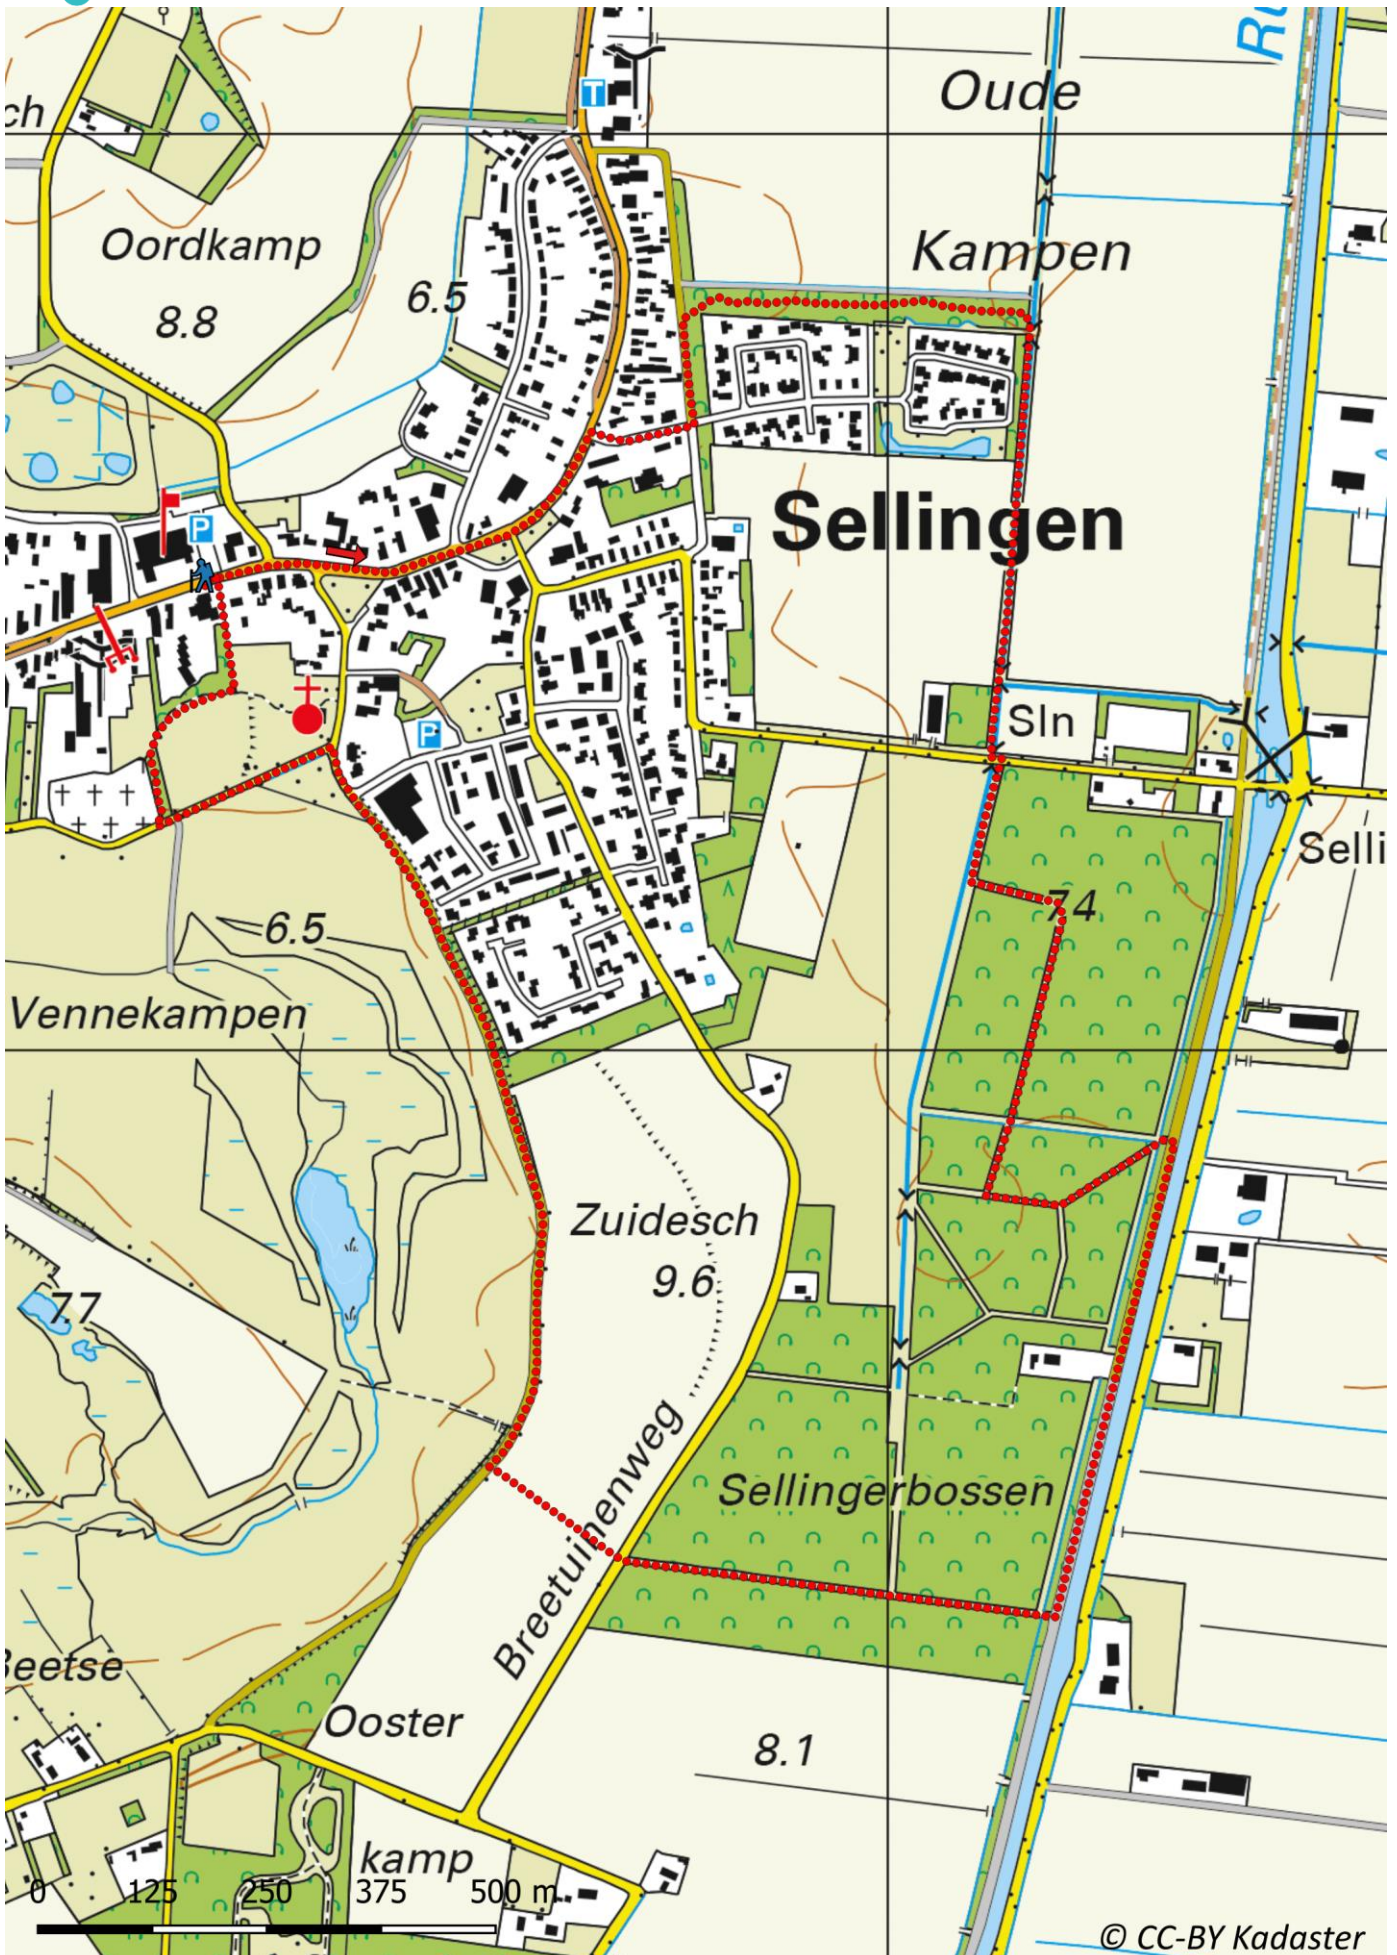 Oude
ch
Oordkamp
Kampen
6.5
8.8
P
T
Sellingen
Sln
P
Selli
74
6.5
Vennekampen
Zuidesch
9.6
77
Breetuinenweg
Sellingerbossen
Beetse
Ooster
8.1
kamp
0 125 250 375 500 m
© CC-BY Kadaster